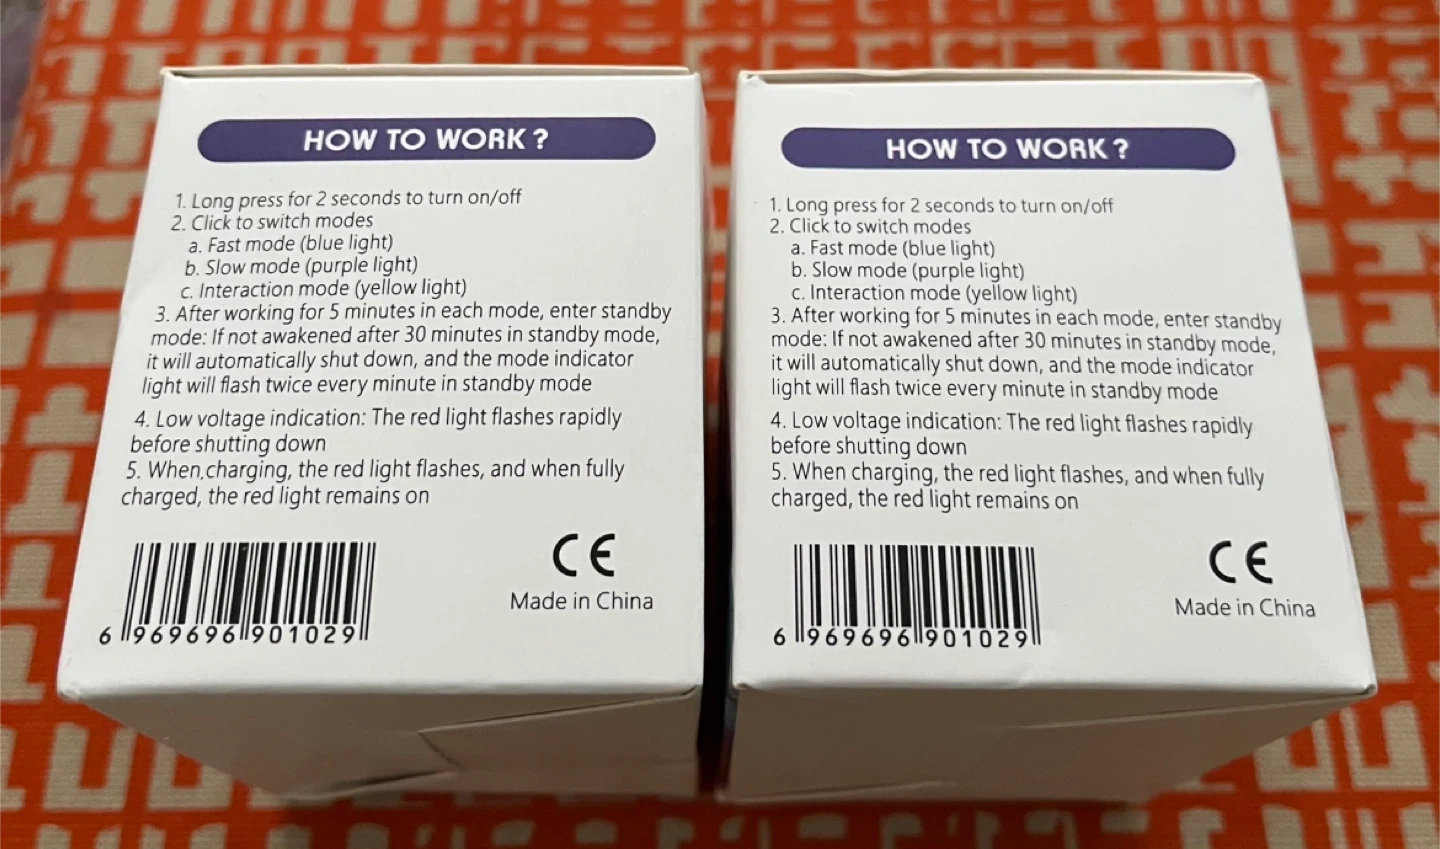 HOW TO WORK ?
1. Long press for 2 seconds to turn on/off
2. Click to switch modes
a. Fast mode (blue light)
b. Slow mode (purple light)
c. Interaction mode (yellow light)
3. After working for 5 minutes in each mode, enter standby
mode: If not awakened after 30 minutes in standby mode,
it will automatically shut down, and the mode indicator
light will flash twice every minute in standby mode
4. Low voltage indication: The red light flashes rapidly
before shutting down
5. When.charging, the red light flashes, and when fully
charged, the red light remains on
CE
Made in China
6 969696 901029
HOW TO WORK ?
1. Long press for 2 seconds to turn on/off
2. Click to switch modes
a. Fast mode (blue light)
b. Slow mode (purple light)
c. Interaction mode (yellow light)
3. After working for 5 minutes in each mode, enter standby
mode: If not awakened after 30 minutes in standby mode,
it will automatically shut down, and the mode indicator
light will flash twice every minute in standby mode
4. Low voltage indication: The red light flashes rapidly
before shutting down
5. When charging, the red light flashes, and when fully
charged, the red light remains on
CE
Made in China
6 969696 901029